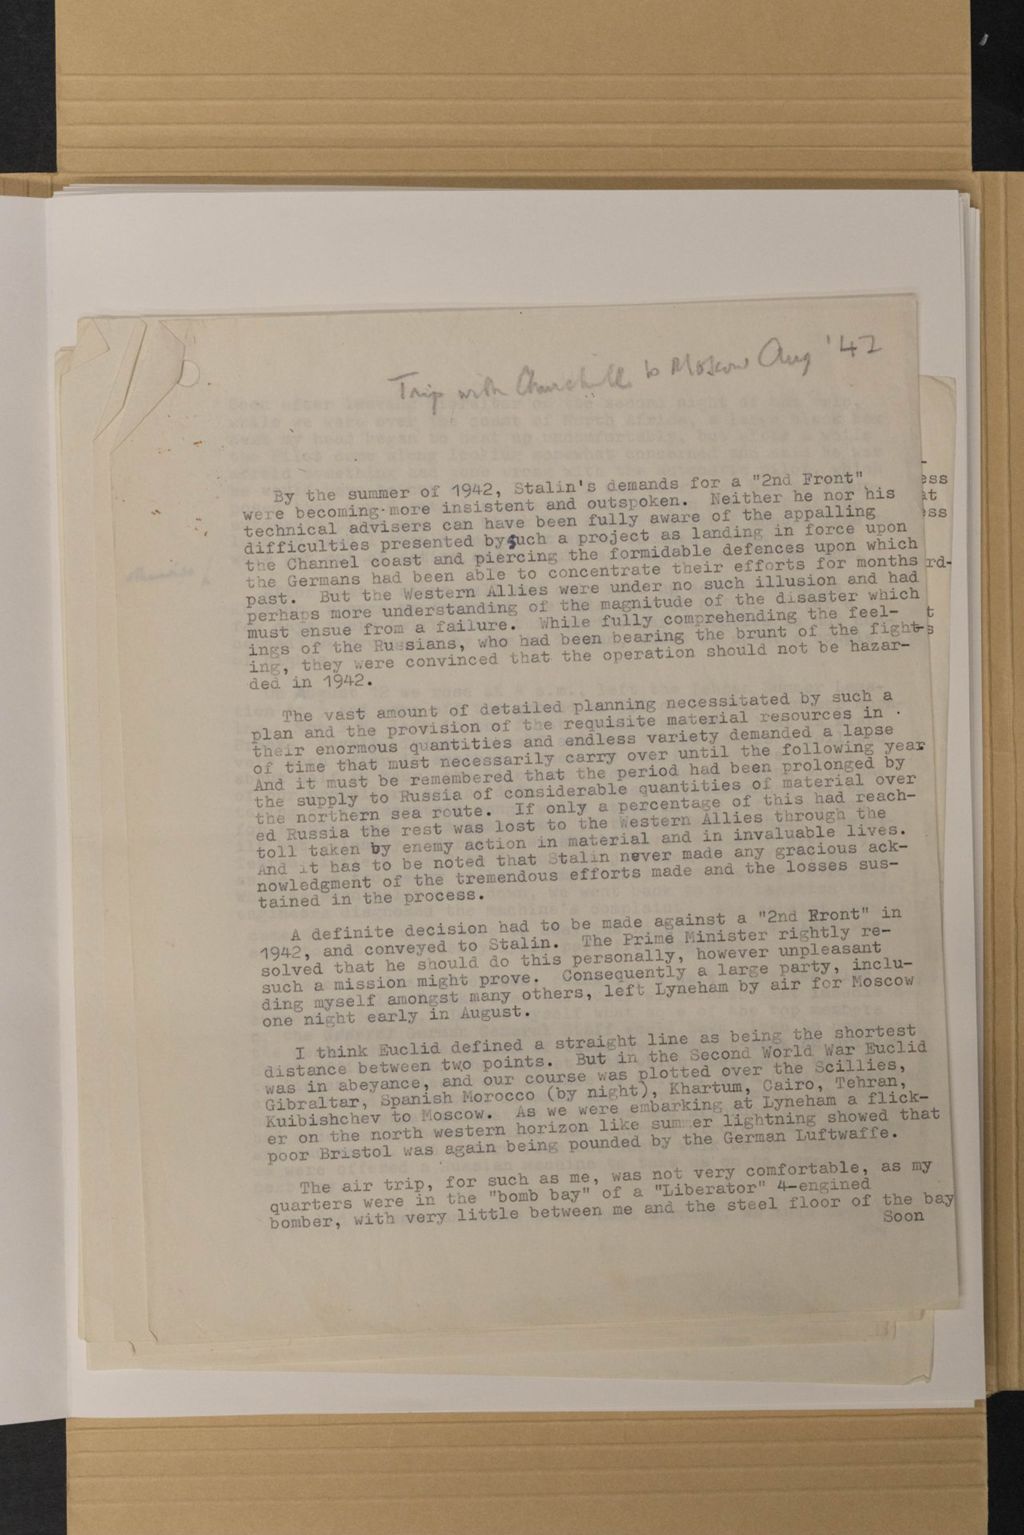 Trip with Churchill to Moscow Aug '42
By the summer of 1942, Stalin's demands for a "2nd Front"
were becoming more insistent and outspoken. Neither he nor his
technical advisers can have been fully aware of the appalling
difficulties presented by such a project as landing in force upon
the Channel coast and piercing the formidable defences upon which
the Germans had been able to concentrate their efforts for months
past. But the Western Allies were under no such illusion and had
perhaps more understanding of the magnitude of the disaster which
must ensue from a failure. While fully comprehending the feel-
ings of the Russians, who had been bearing the brunt of the fight-
ing, they were convinced that the operation should not be hazar-
ded in 1942.
The vast amount of detailed planning necessitated by such a
plan and the provision of the requisite material resources in
their enormous quantities and endless variety demanded a lapse
of time that must necessarily carry over until the following year
And it must be remembered that the period had been prolonged by
the supply to Russia of considerable quantities of material over
the northern sea route. If only a percentage of this had reach-
ed Russia the rest was lost to the Western Allies through the
toll taken by enemy action in material and in invaluable lives.
And it has to be noted that Stalin never made any gracious ack-
nowledgment of the tremendous efforts made and the losses sus-
tained in the process.
A definite decision had to be made against a "2nd Front" in
1942, and conveyed to Stalin. The Prime Minister rightly re-
solved that he should do this personally, however unpleasant
such a mission might prove. Consequently a large party, inclu-
ding myself amongst many others, left Lyneham by air for Moscow
one night early in August.
I think Euclid defined a straight line as being the shortest
distance between two points. But in the Second World War Euclid
was in abeyance, and our course was plotted over the Scillies,
Gibraltar, Spanish Morocco (by night), Khartum, Cairo, Tehran,
Kuibishchev to Moscow. As we were embarking at Lyneham a flick-
er on the north western horizon like summer lightning showed that
poor Bristol was again being pounded by the German Luftwaffe.
The air trip, for such as me, was not very comfortable, as my
quarters were in the "bomb bay" of a "Liberator" 4-engined
bomber, with very little between me and the steel floor of the bay
Soon